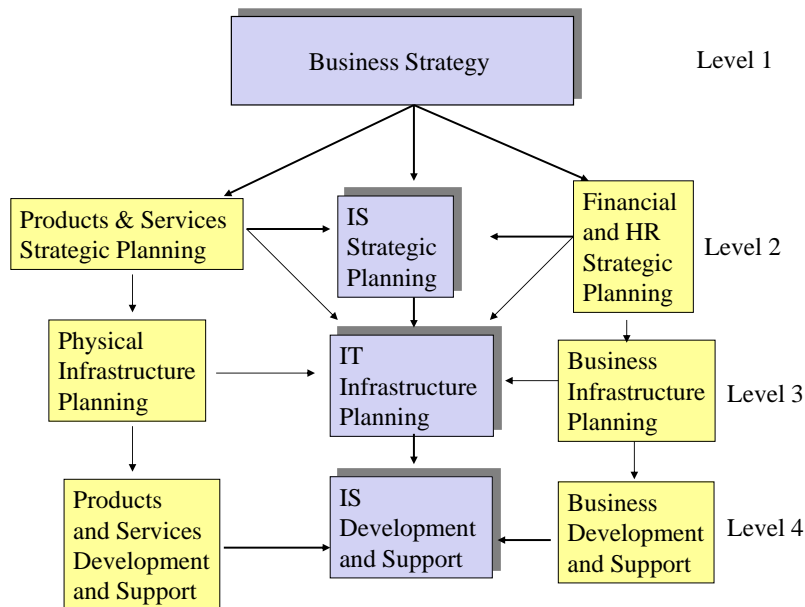 Business Strategy
Level 1
Products & Services
Strategic Planning
IS
Strategic
Planning
Financial
and HR
Strategic
Planning
Level 2
Physical
Infrastructure
Planning
IT
Infrastructure
Planning
Business
Infrastructure
Planning
Level 3
Products
and Services
Development
and Support
IS
Development
and Support
Business
Development
and Support
Level 4